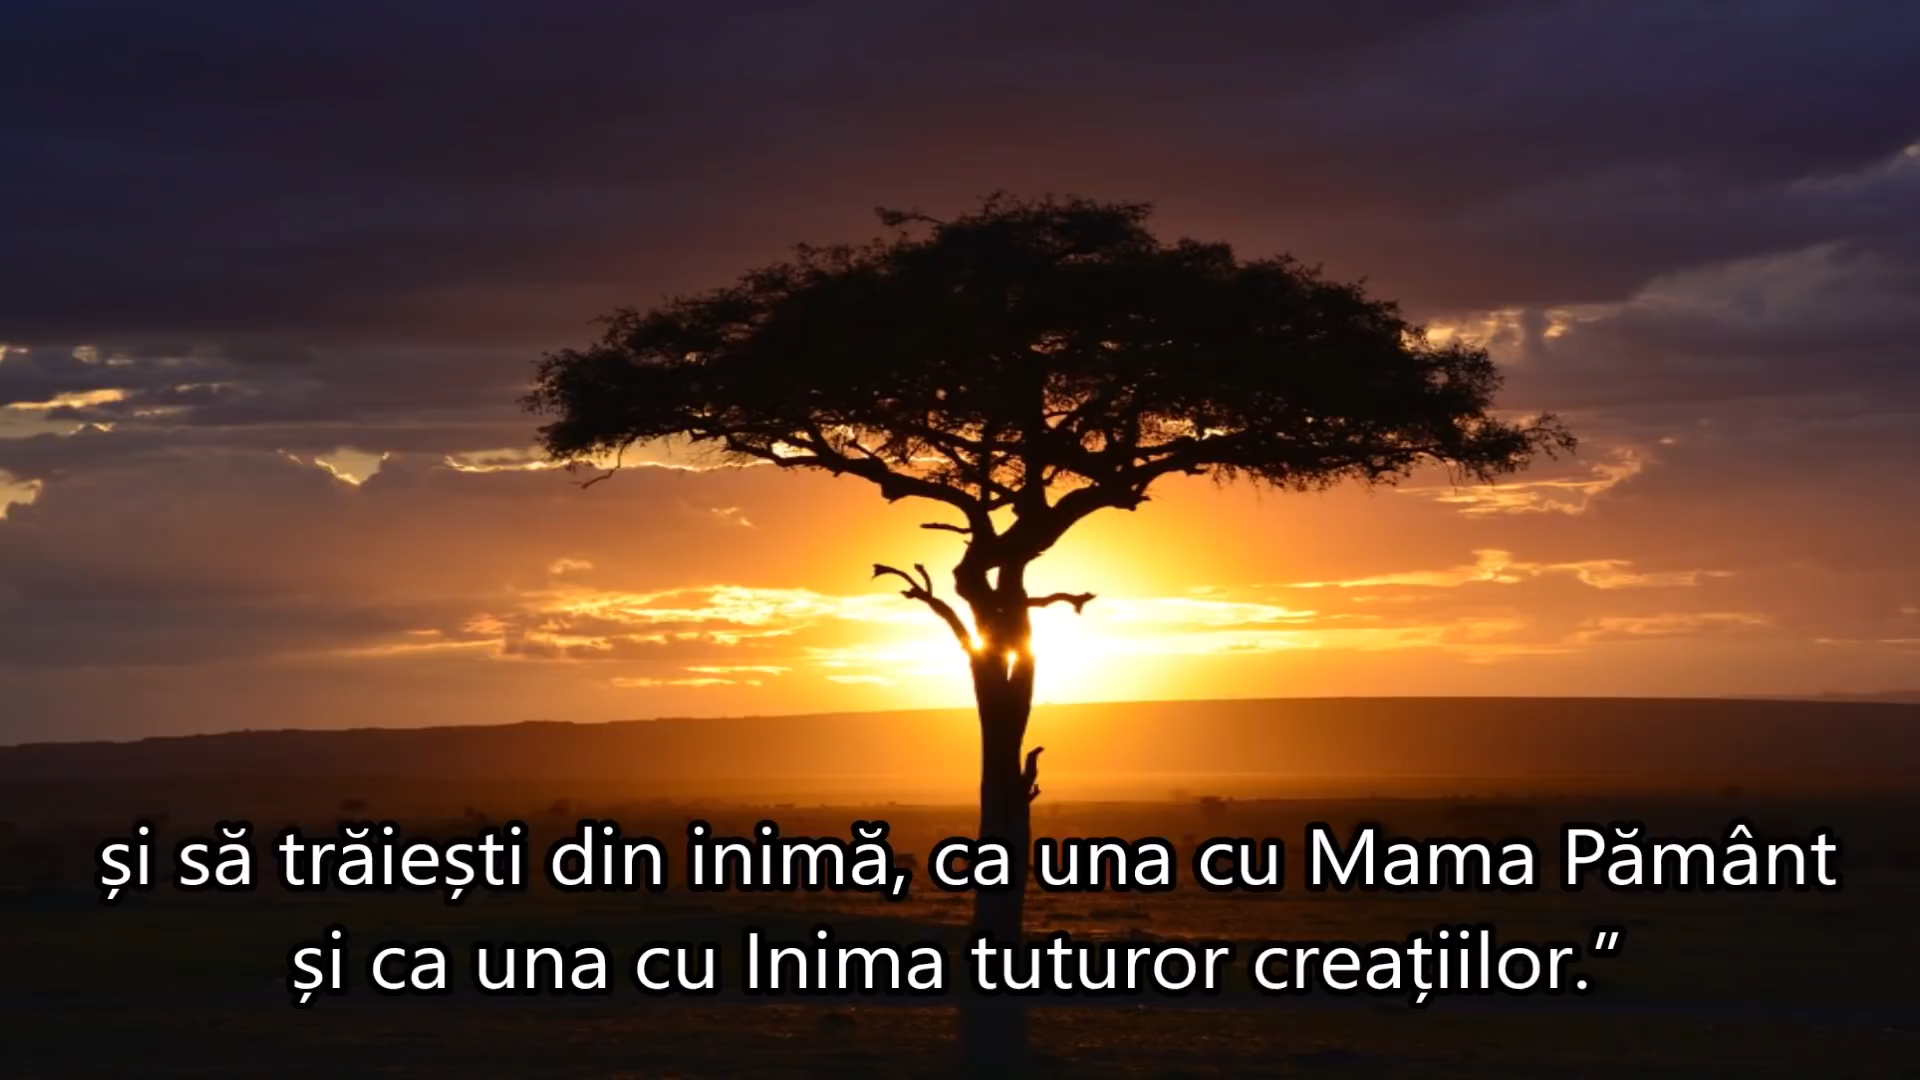 și să trăiești din inimă, ca una cu Mama Pământ
și ca una cu Inima tuturor creațiilor.”